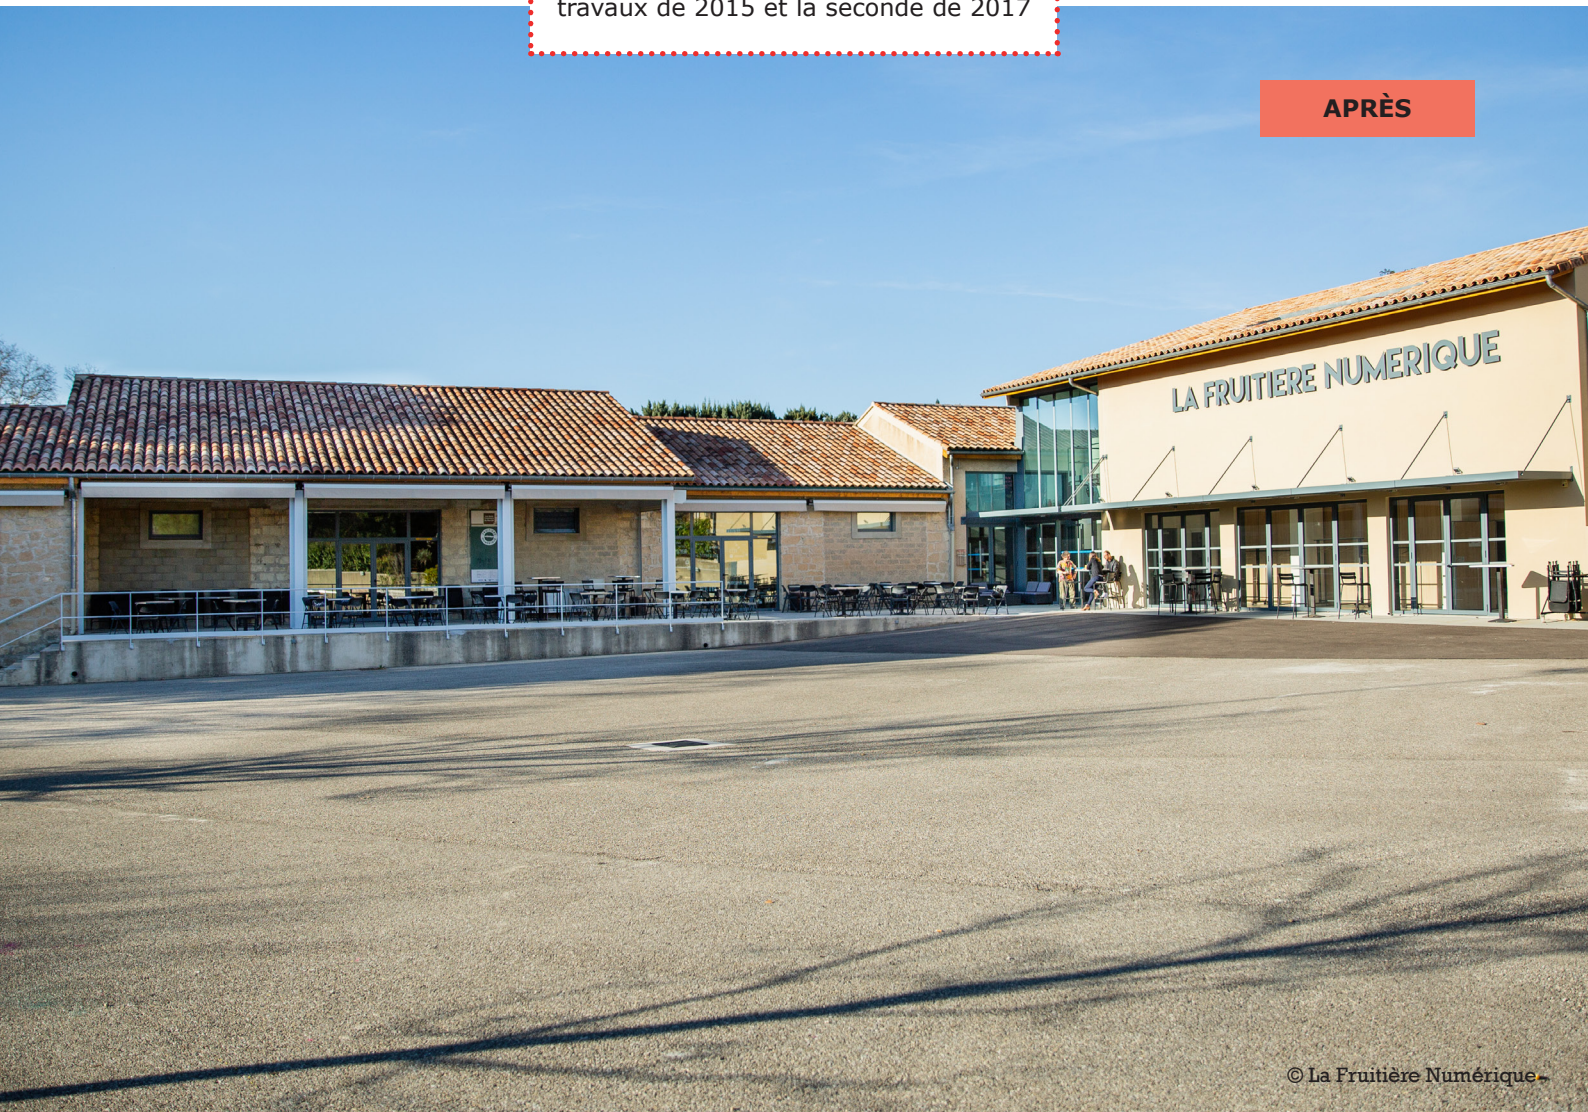 travaux de 2015 et la seconde de 2017
APRÈS
LA FRUITIERE NUMERIQUE
© La Fruitière Numérique